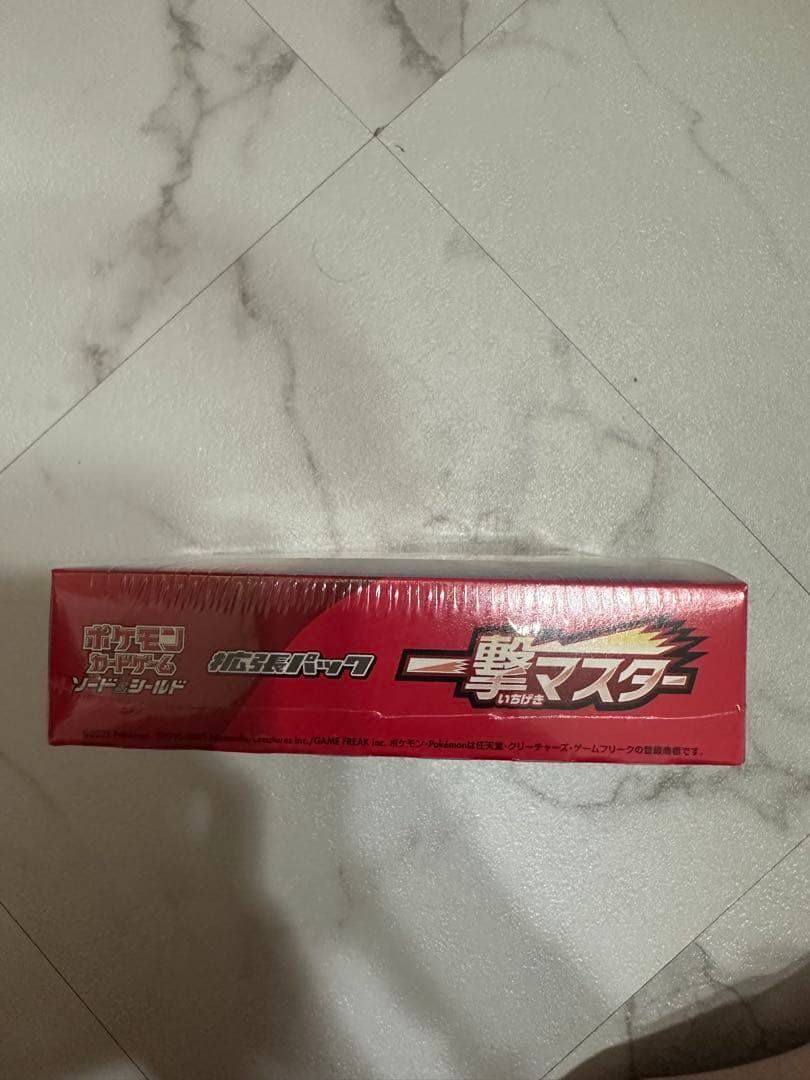 ポケモン
カードゲーム
ソード&シールド
拡張パック
一撃マスター
いちげき
©2021 Pokémon. Nintendo/Creatures Inc./GAME FREAK inc. ポケモン・Pokémonは任天堂・クリーチャーズ・ゲームフリークの登録商標です。